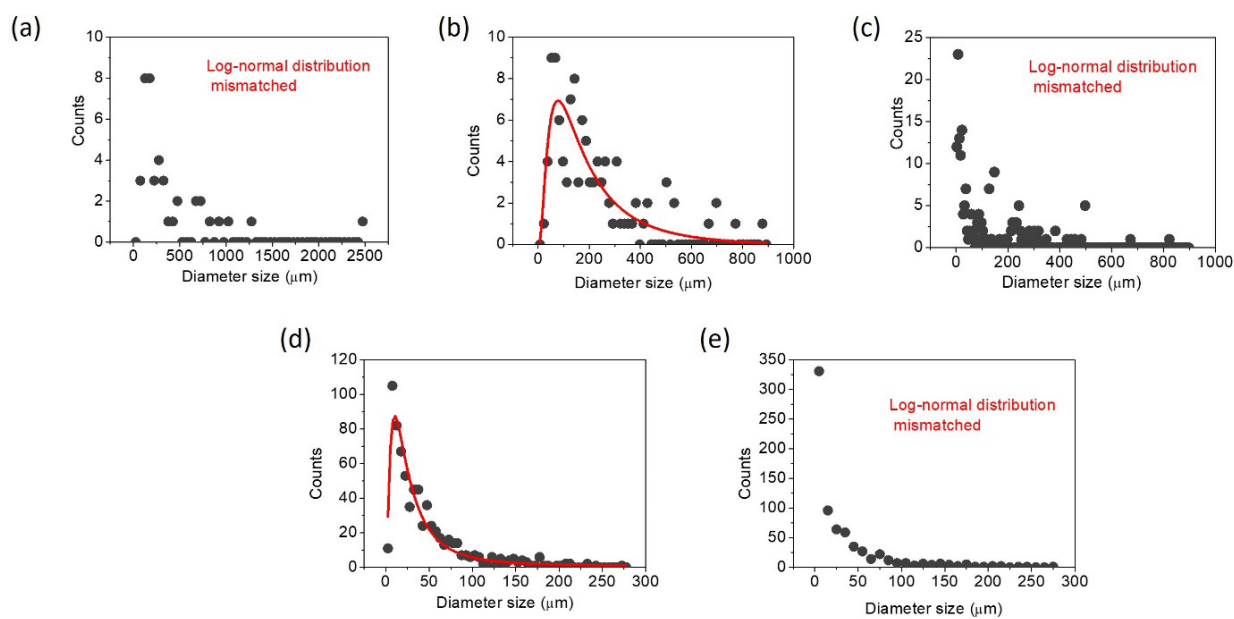 (a)
10
8
6
4
2
0
Counts
Log-normal distribution
mismatched
0 500 1000 1500 2000 2500
Diameter size (μm)
(b)
10
8
6
4
2
0
Counts
0 200 400 600 800 1000
Diameter size (μm)
(c)
25
20
15
10
5
0
Counts
Log-normal distribution
mismatched
0 200 400 600 800 1000
Diameter size (μm)
(d)
120
100
80
60
40
20
0
Counts
0 50 100 150 200 250 300
Diameter size (μm)
(e)
350
300
250
200
150
100
50
0
Counts
Log-normal distribution
mismatched
0 50 100 150 200 250 300
Diameter size (μm)